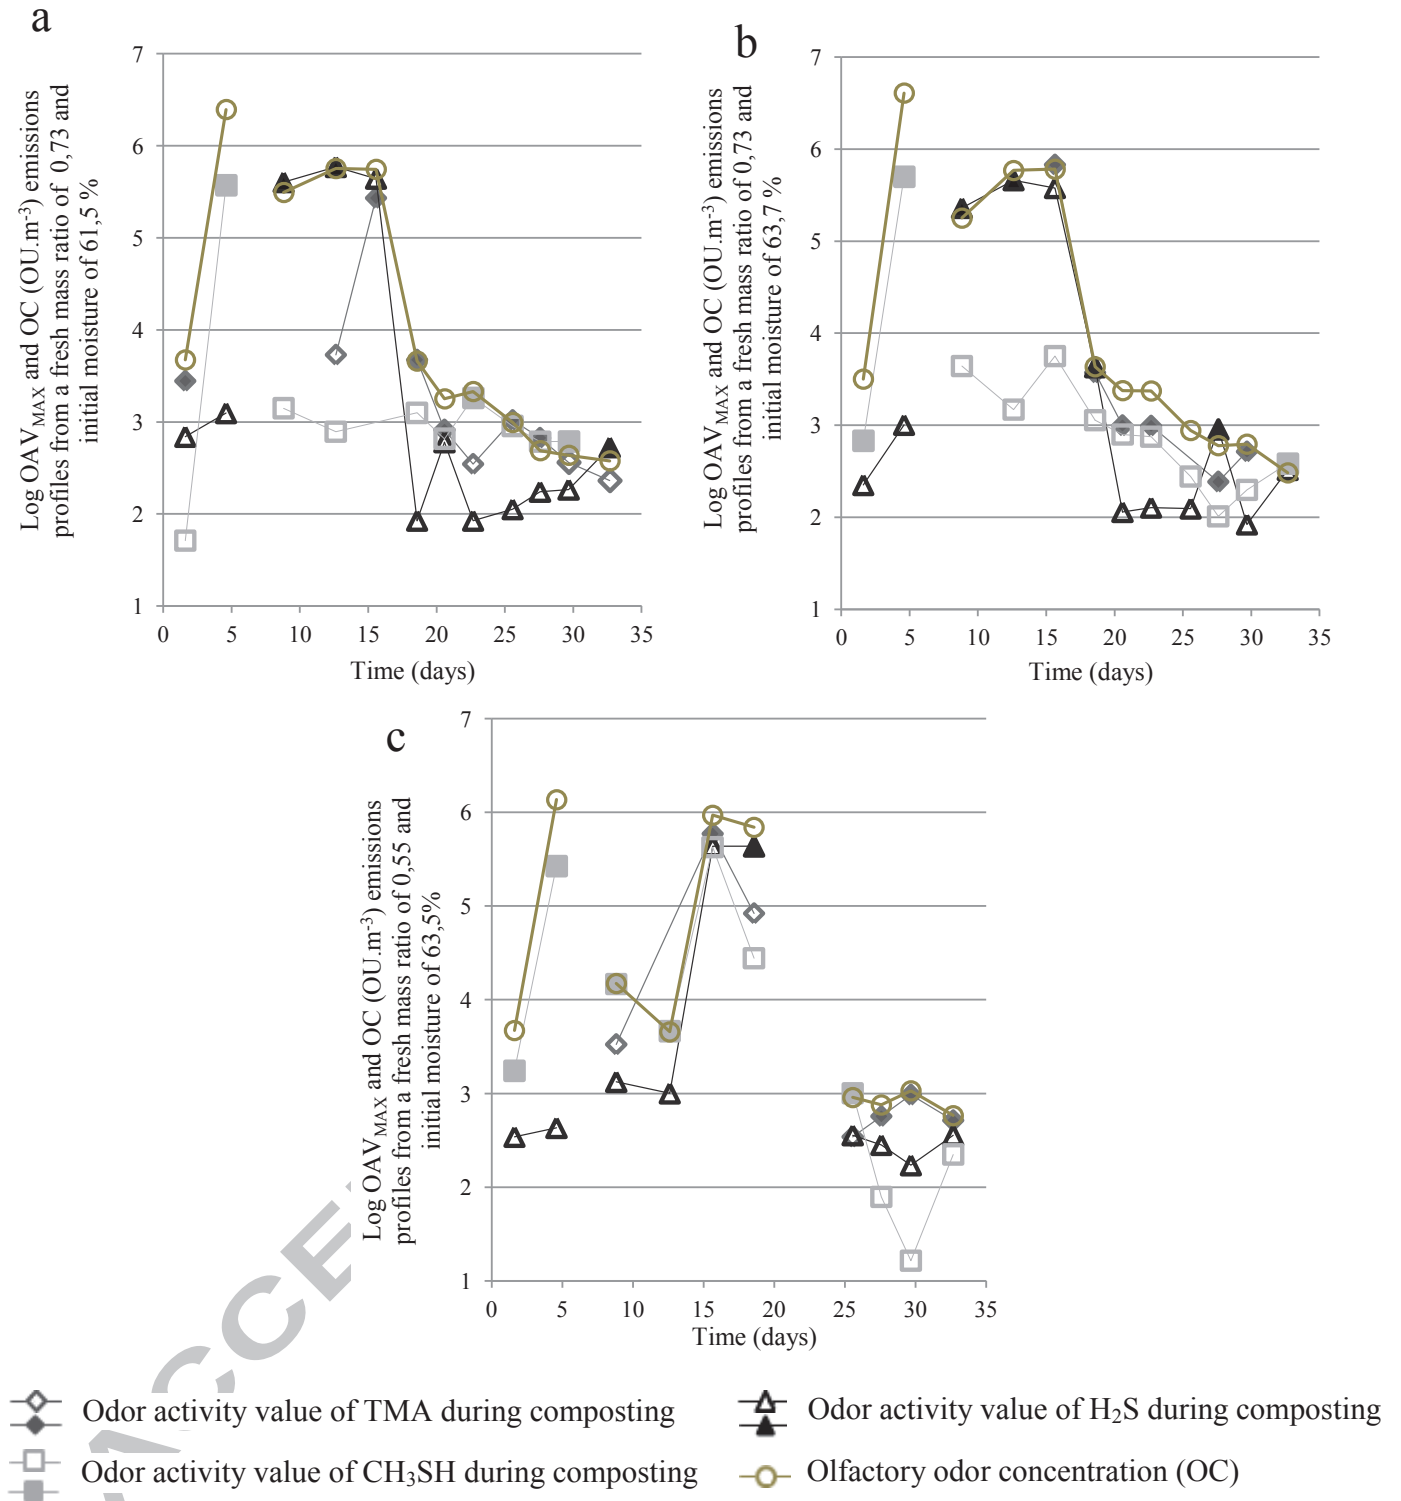 a
Log OAV_MAX and OC (OU.m⁻³) emissions
profiles from a fresh mass ratio of 0,73 and
initial moisture of 61,5 %
7
6
5
4
3
2
1
0 5 10 15 20 25 30 35
Time (days)
b
Log OAV_MAX and OC (OU.m⁻³) emissions
profiles from a fresh mass ratio of 0,73 and
initial moisture of 63,7 %
7
6
5
4
3
2
1
0 5 10 15 20 25 30 35
Time (days)
c
Log OAV_MAX and OC (OU.m⁻³) emissions
profiles from a fresh mass ratio of 0,55 and
initial moisture of 63,5%
7
6
5
4
3
2
1
0 5 10 15 20 25 30 35
Time (days)
ACCE
Odor activity value of TMA during composting
Odor activity value of H₂S during composting
Odor activity value of CH₃SH during composting
Olfactory odor concentration (OC)